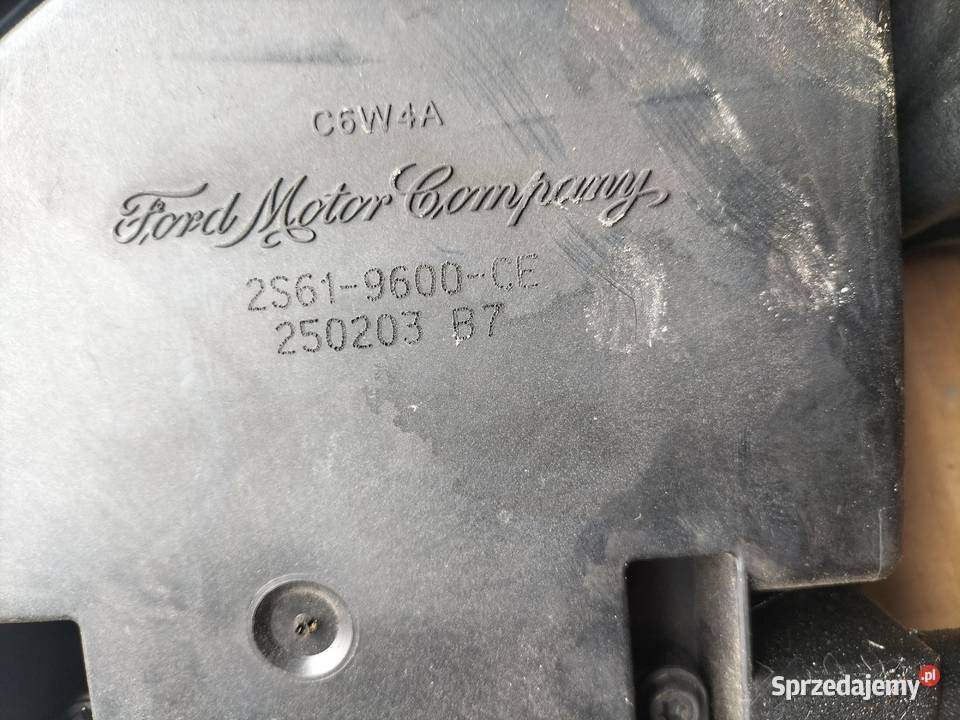 C6W4A
Ford Motor Company
2S61-9600-CE
250203 B7
Sprzedajemy.pl